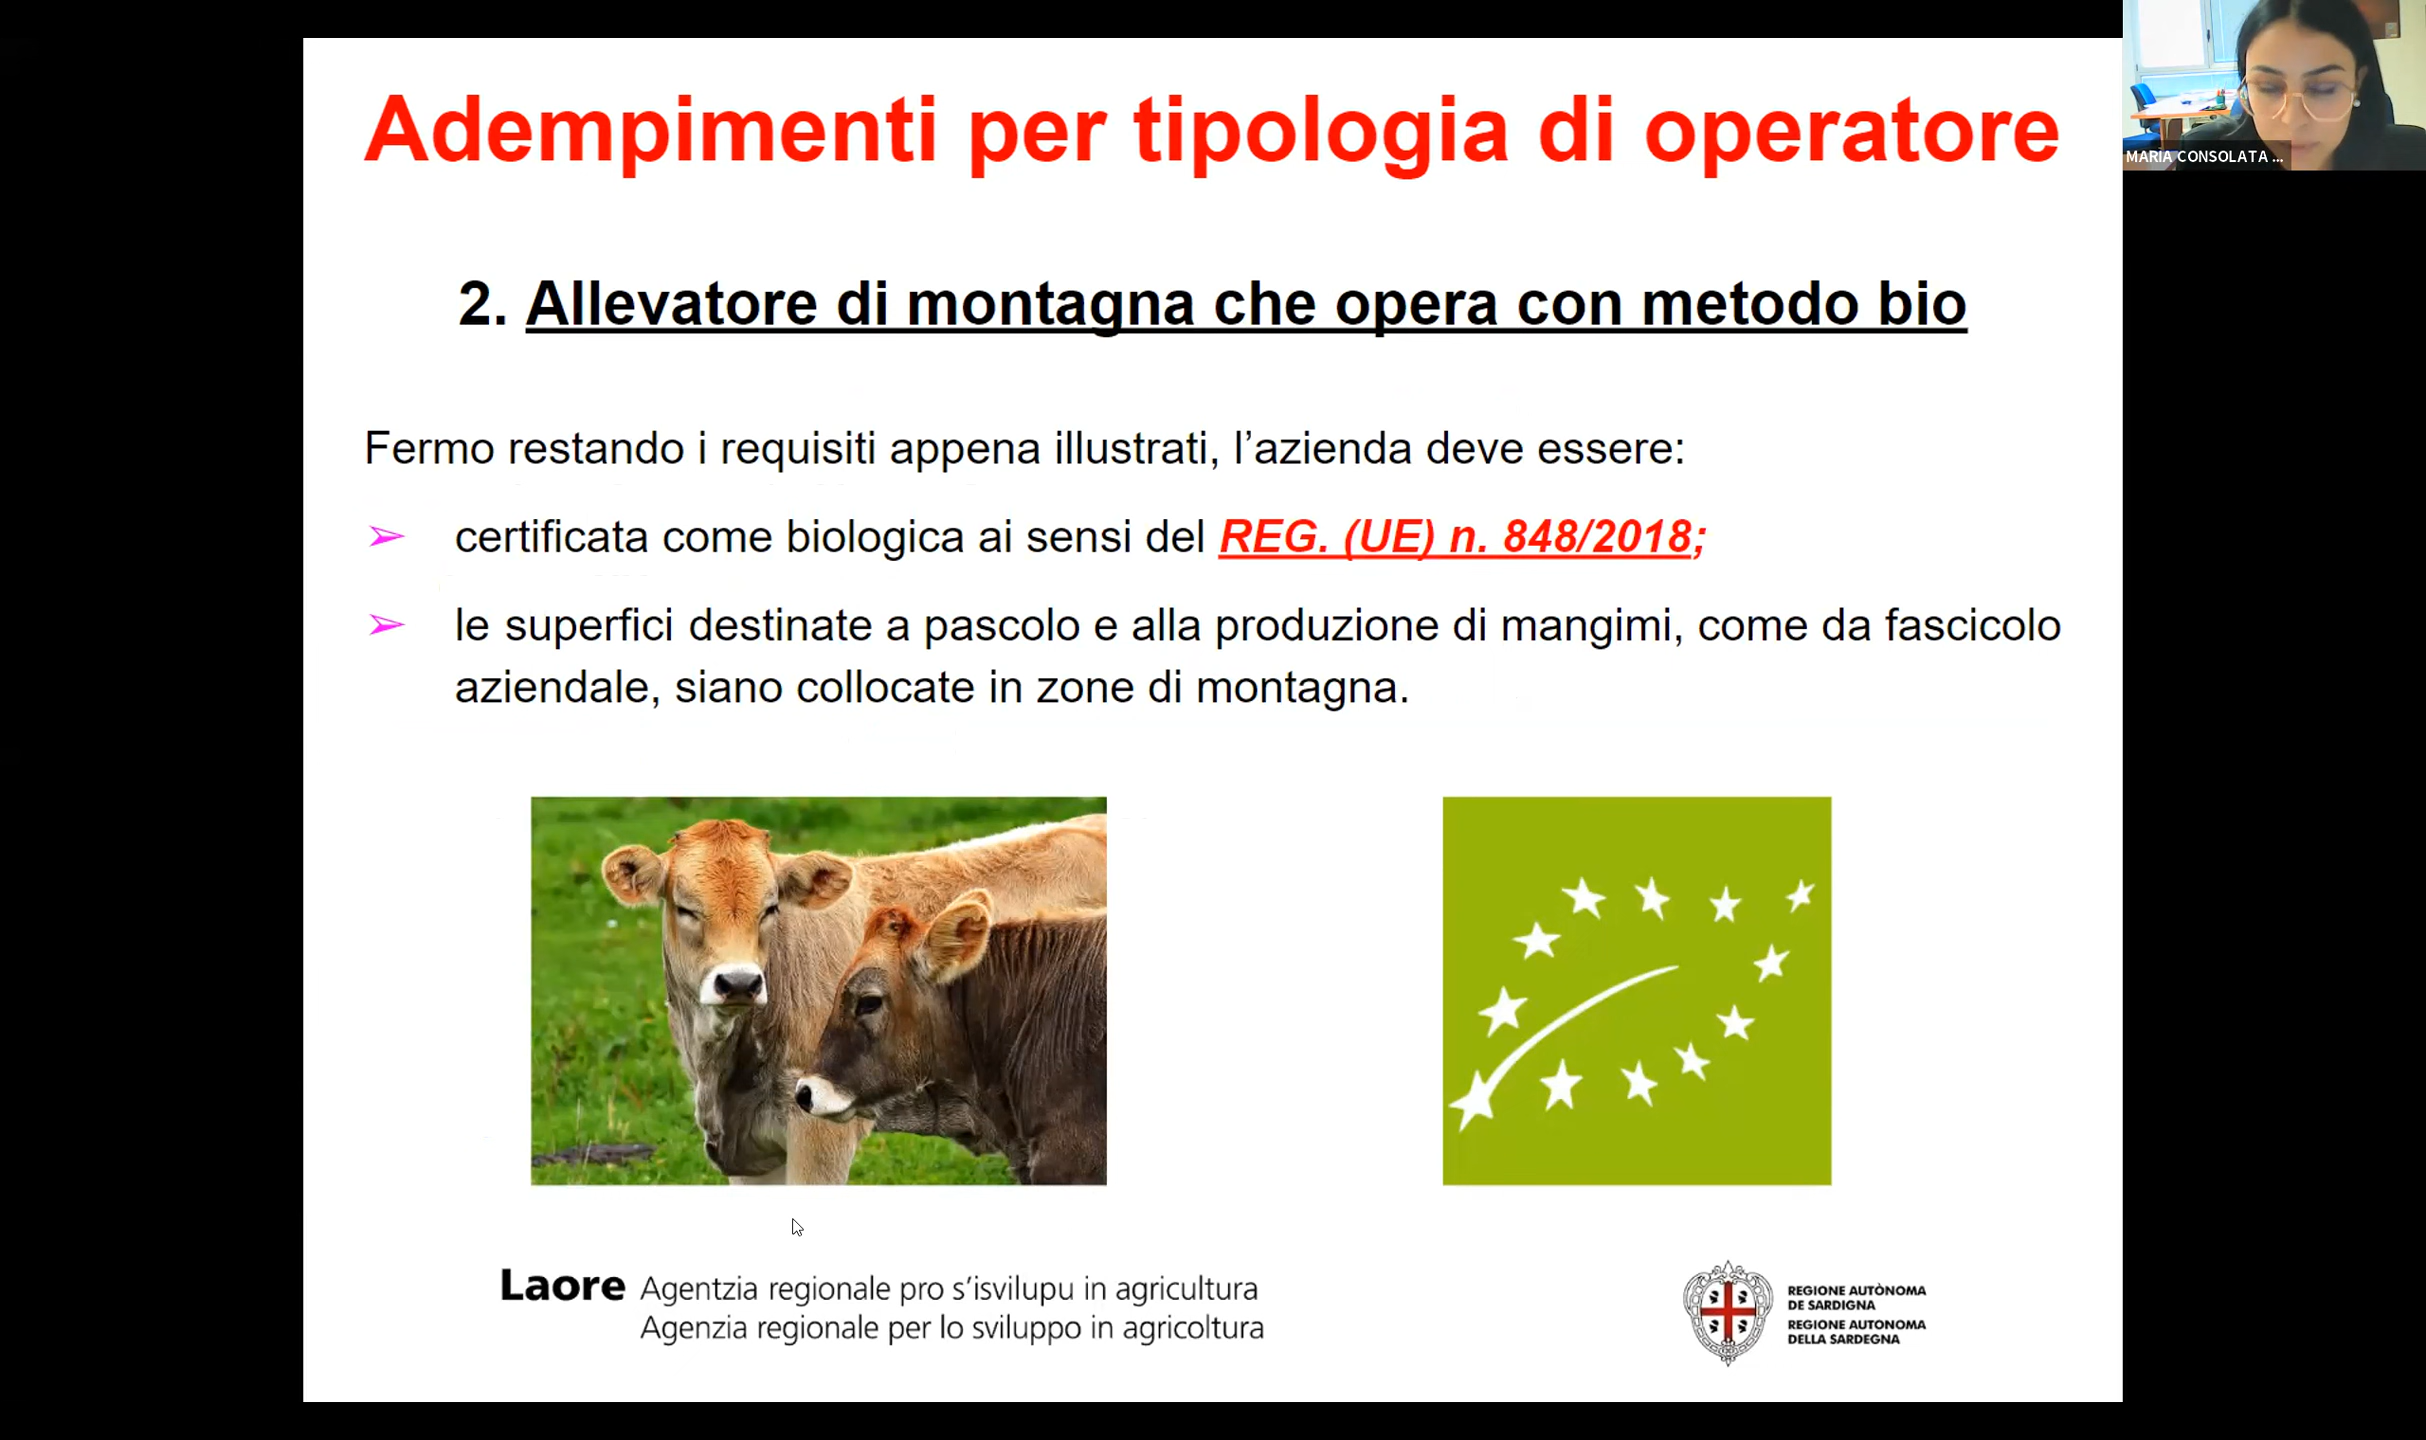 Adempimenti per tipologia di operatore
MARIA CONSOLATA ...
2. Allevatore di montagna che opera con metodo bio
Fermo restando i requisiti appena illustrati, l’azienda deve essere:
➢ certificata come biologica ai sensi del REG. (UE) n. 848/2018;
➢ le superfici destinate a pascolo e alla produzione di mangimi, come da fascicolo
aziendale, siano collocate in zone di montagna.
Laore Agentzia regionale pro s’isvilupu in agricultura
Agenzia regionale per lo sviluppo in agricoltura
REGIONE AUTÒNOMA
DE SARDIGNA
REGIONE AUTONOMA
DELLA SARDEGNA